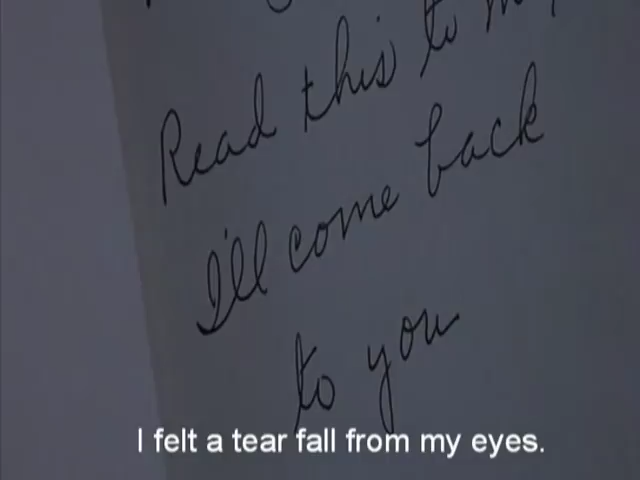 Read this to
I'll come back
to you
I felt a tear fall from my eyes.